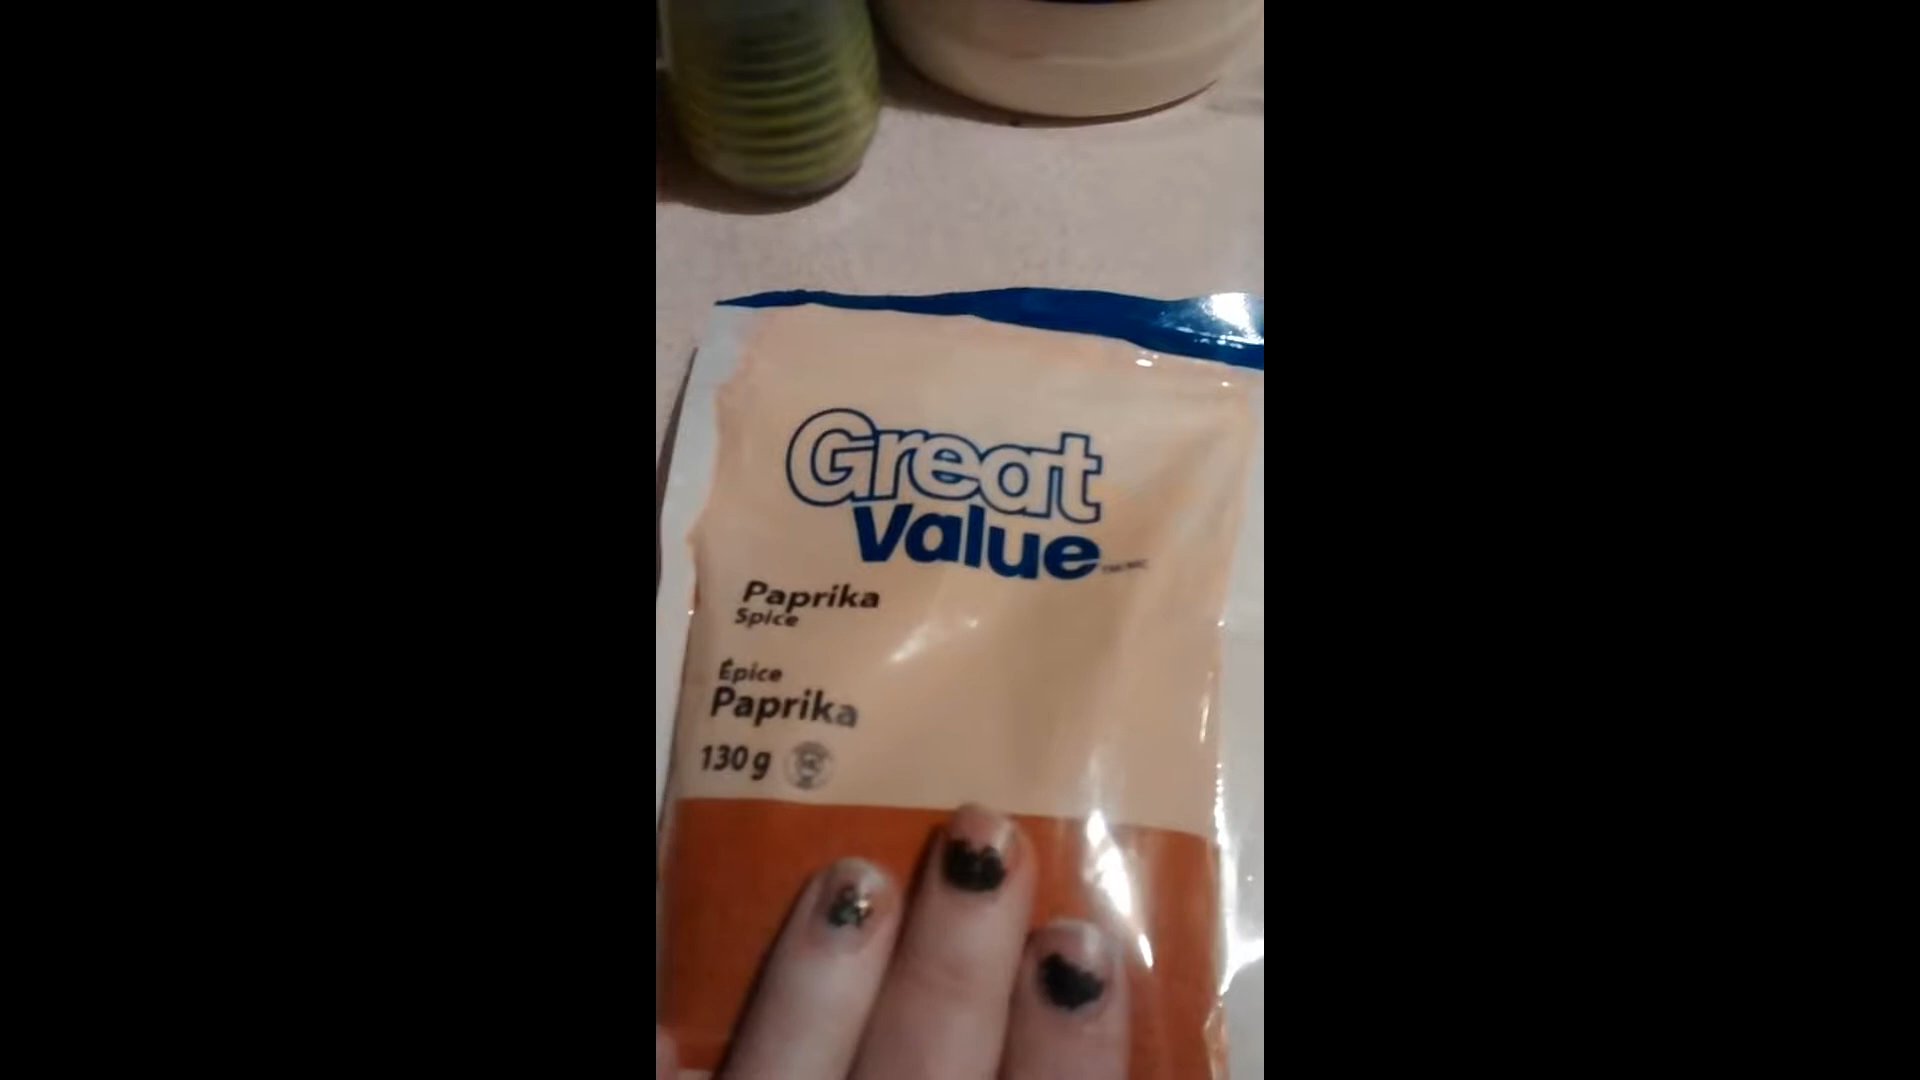 Great
Value
Paprika
Spice
Épice
Paprika
130 g